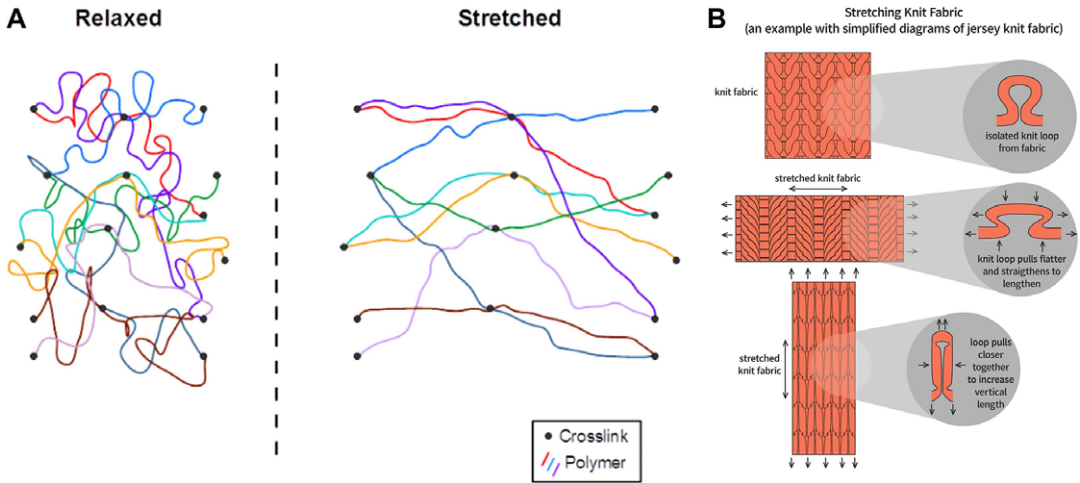 A
Relaxed
Stretched
Crosslink
Polymer
B
Stretching Knit Fabric
(an example with simplified diagrams of jersey knit fabric)
knit fabric
isolated knit loop
from fabric
stretched knit fabric
knit loop pulls flatter
and straigthens to
lengthen
stretched
knit fabric
loop pulls
closer
together
to increase
vertical
length